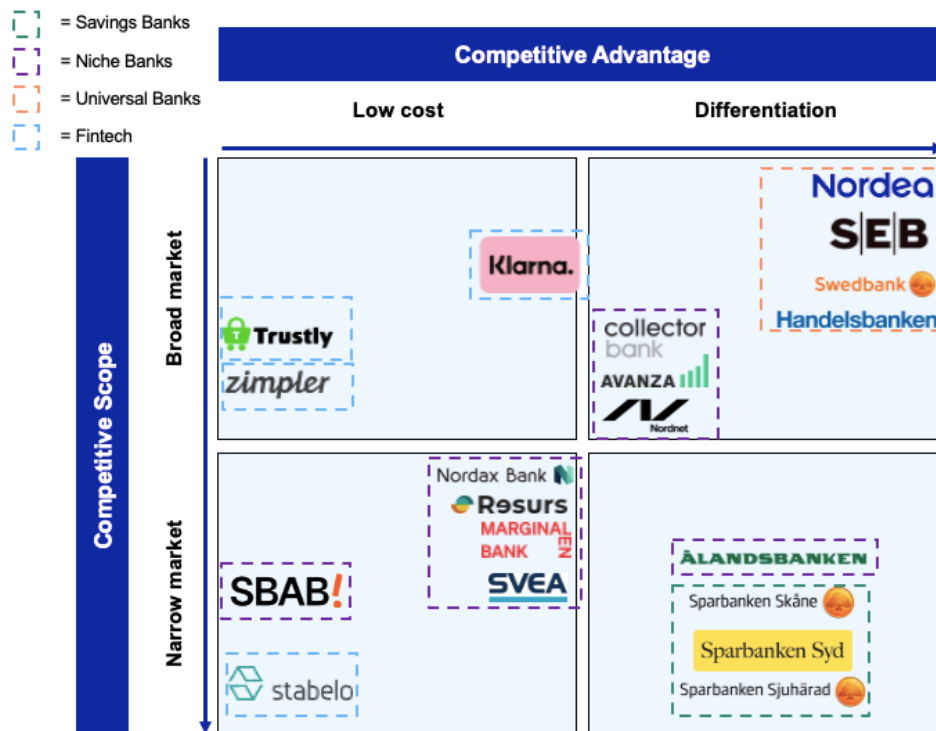 = Savings Banks
= Niche Banks
= Universal Banks
= Fintech
Competitive Advantage
Low cost
Differentiation
Competitive Scope
Broad market
Narrow market
Klarna.
T
Trustly
zimpler
Nordea
S|E|B
Swedbank
Handelsbanken
collector
bank
AVANZA
Nordnet
Nordax Bank
Resurs
MARGINALEN
BANK
SVEA
SBAB!
stabelo
ÅLANDSBANKEN
Sparbanken Skåne
Sparbanken Syd
Sparbanken Sjuhärad